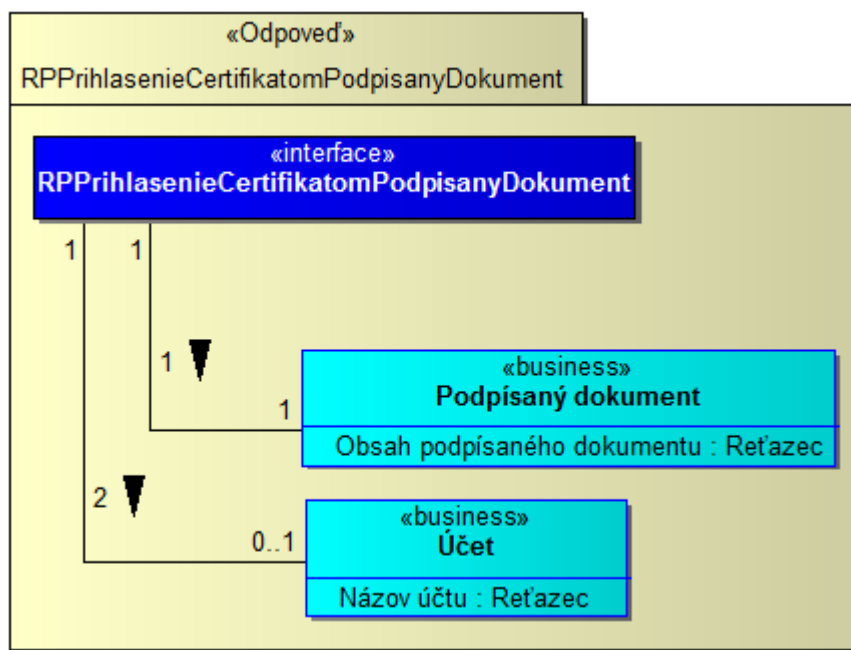 «Odpoveď»
RPPrihlasenieCertifikatomPodpisanyDokument
«interface»
RPPrihlasenieCertifikatomPodpisanyDokument
1
1
1
«business»
Podpísaný dokument
1
Obsah podpísaného dokumentu : Reťazec
2
«business»
0..1
Účet
Názov účtu : Reťazec